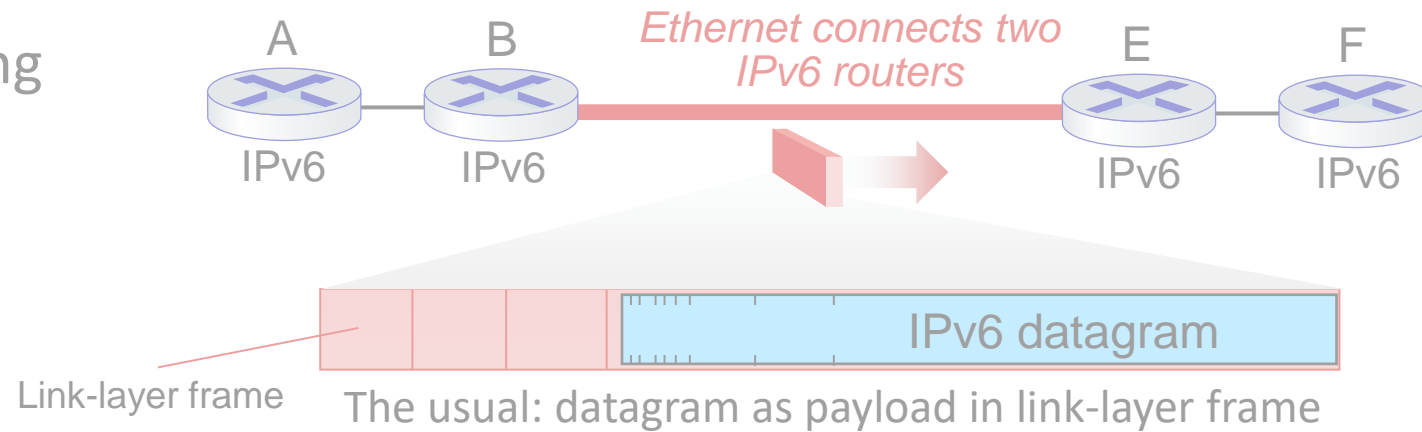 ng
A
B
Ethernet connects two
IPv6 routers
E
F
IPv6
IPv6
IPv6
IPv6
IPv6 datagram
Link-layer frame
The usual: datagram as payload in link-layer frame